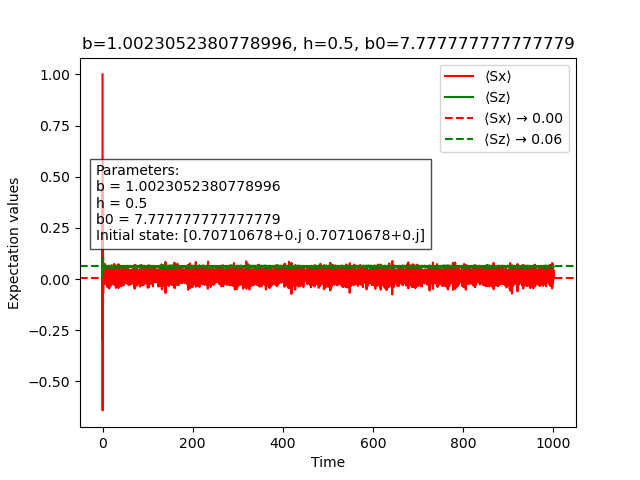 b=1.0023052380778996, h=0.5, b0=7.777777777777779
Expectation values
1.00
0.75
0.50
0.25
0.00
−0.25
−0.50
⟨Sx⟩
⟨Sz⟩
⟨Sx⟩ → 0.00
⟨Sz⟩ → 0.06
Parameters:
b = 1.0023052380778996
h = 0.5
b0 = 7.777777777777779
Initial state: [0.70710678+0.j 0.70710678+0.j]
0 200 400 600 800 1000
Time